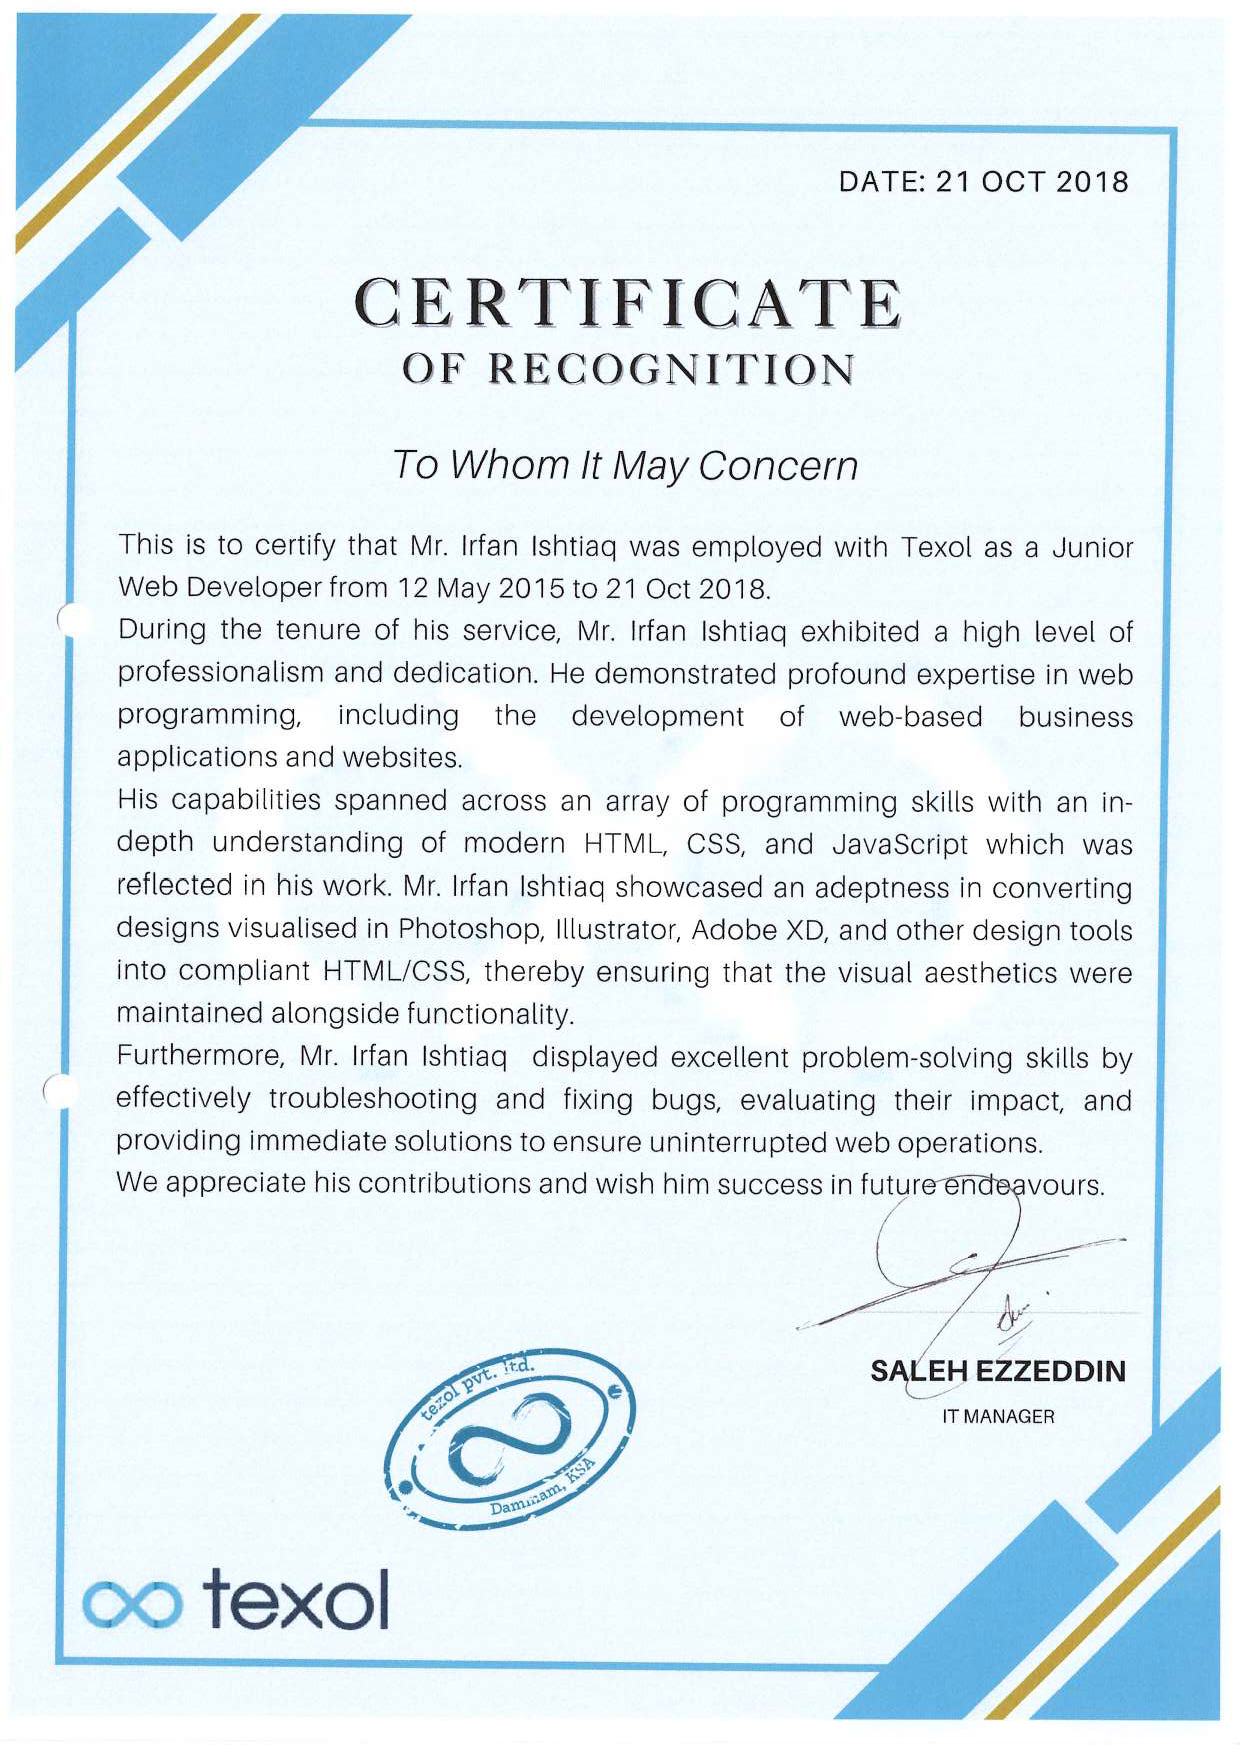 DATE: 21 OCT 2018
CERTIFICATE
OF RECOGNITION
To Whom It May Concern
This is to certify that Mr. Irfan Ishtiaq was employed with Texol as a Junior
Web Developer from 12 May 2015 to 21 Oct 2018.
During the tenure of his service, Mr. Irfan Ishtiaq exhibited a high level of
professionalism and dedication. He demonstrated profound expertise in web
programming, including the development of web-based business
applications and websites.
His capabilities spanned across an array of programming skills with an in-
depth understanding of modern HTML, CSS, and JavaScript which was
reflected in his work. Mr. Irfan Ishtiaq showcased an adeptness in converting
designs visualised in Photoshop, Illustrator, Adobe XD, and other design tools
into compliant HTML/CSS, thereby ensuring that the visual aesthetics were
maintained alongside functionality.
Furthermore, Mr. Irfan Ishtiaq displayed excellent problem-solving skills by
effectively troubleshooting and fixing bugs, evaluating their impact, and
providing immediate solutions to ensure uninterrupted web operations.
We appreciate his contributions and wish him success in future endeavours.
SALEH EZZEDDIN
IT MANAGER
texol pvt. ltd.
Dammam, KSA
texol